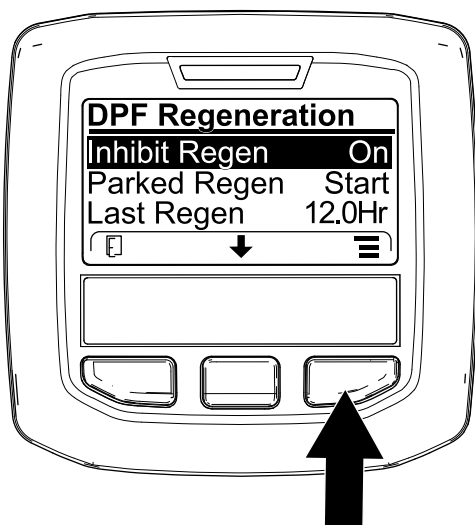 DPF Regeneration
Inhibit Regen On
Parked Regen Start
Last Regen 12.0Hr